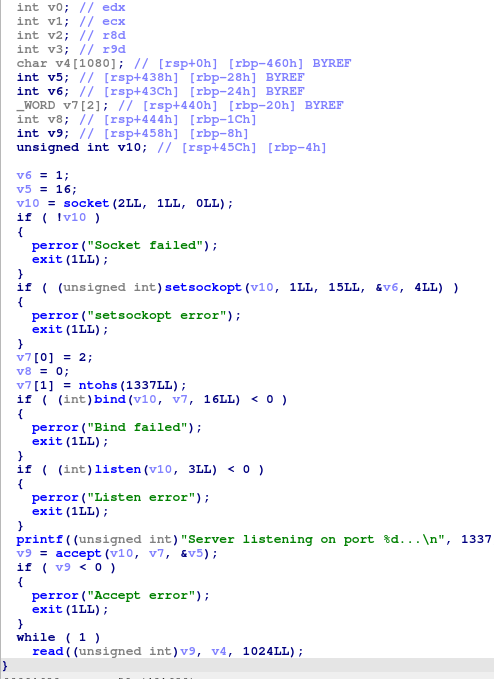 int v0; // edx
int v1; // ecx
int v2; // r8d
int v3; // r9d
char v4[1080]; // [rsp+0h] [rbp-460h] BYREF
int v5; // [rsp+438h] [rbp-28h] BYREF
int v6; // [rsp+43Ch] [rbp-24h] BYREF
_WORD v7[2]; // [rsp+440h] [rbp-20h] BYREF
int v8; // [rsp+444h] [rbp-1Ch]
int v9; // [rsp+458h] [rbp-8h]
unsigned int v10; // [rsp+45Ch] [rbp-4h]
v6 = 1;
v5 = 16;
v10 = socket(2LL, 1LL, 0LL);
if ( !v10 )
{
perror("Socket failed");
exit(1LL);
}
if ( (unsigned int)setsockopt(v10, 1LL, 15LL, &v6, 4LL) )
{
perror("setsockopt error");
exit(1LL);
}
v7[0] = 2;
v8 = 0;
v7[1] = ntohs(1337LL);
if ( (int)bind(v10, v7, 16LL) < 0 )
{
perror("Bind failed");
exit(1LL);
}
if ( (int)listen(v10, 3LL) < 0 )
{
perror("Listen error");
exit(1LL);
}
printf((unsigned int)"Server listening on port %d...\n", 1337
v9 = accept(v10, v7, &v5);
if ( v9 < 0 )
{
perror("Accept error");
exit(1LL);
}
while ( 1 )
read((unsigned int)v9, v4, 1024LL);
}